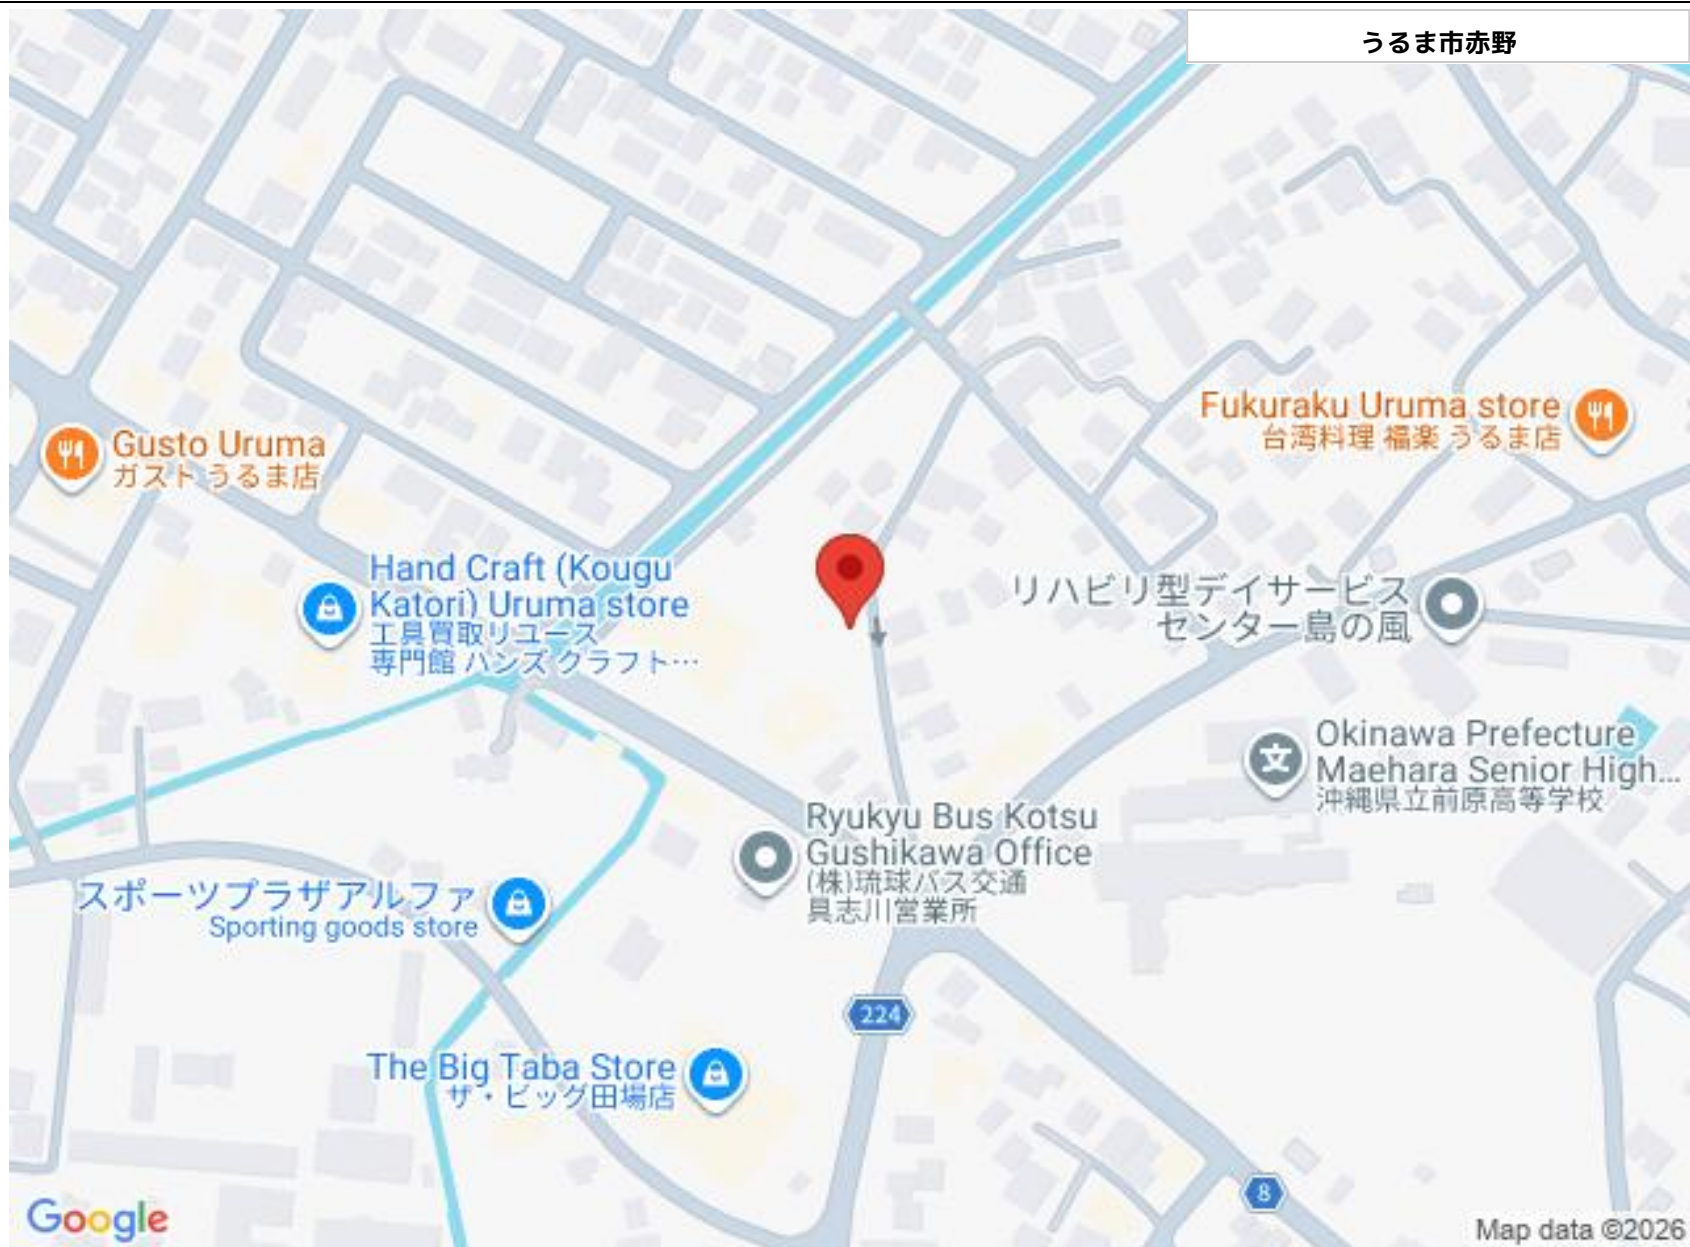 うるま市赤野
Fukuraku Uruma store
台湾料理 福楽 うるま店
Gusto Uruma
ガスト うるま店
Hand Craft (Kougu
Katori) Uruma store
工具買取リユース
専門館 ハンズ クラフト…
リハビリ型デイサービス
センター島の風
Okinawa Prefecture
Maehara Senior High...
沖縄県立前原高等学校
Ryukyu Bus Kotsu
Gushikawa Office
(株)琉球バス交通
具志川営業所
スポーツプラザアルファ
Sporting goods store
224
The Big Taba Store
ザ・ビッグ田場店
8
Google
Map data ©2026